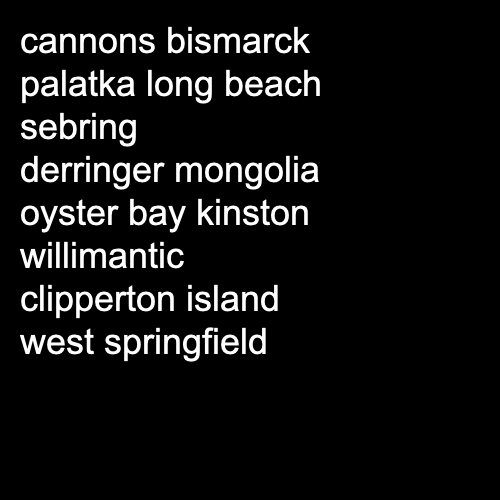 cannons bismarck
palatka long beach
sebring
derringer mongolia
oyster bay kinston
willimantic
clipperton island
west springfield